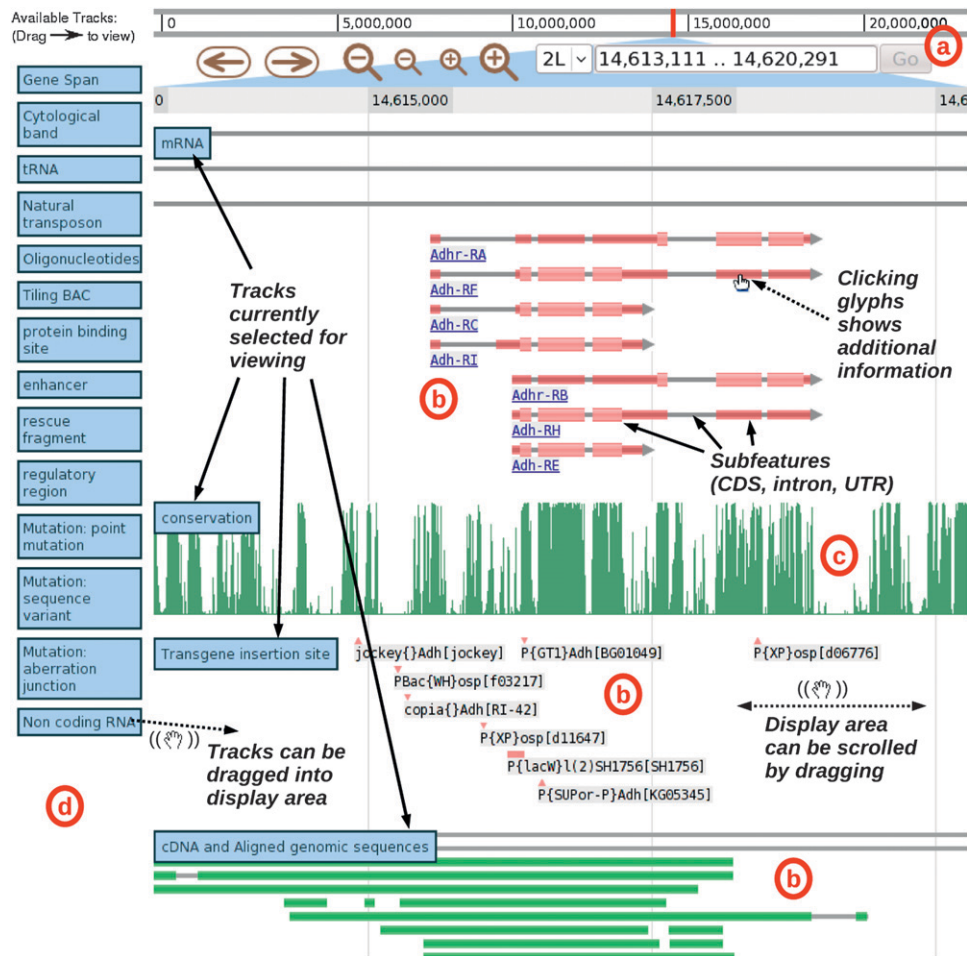 Available Tracks:
(Drag → to view)
0 5,000,000 10,000,000 15,000,000 20,000,000
2L 14,613,111 .. 14,620,291 Go
a
0 14,615,000 14,617,500 14,6
Gene Span
Cytological
band
tRNA
Natural
transposon
Oligonucleotides
Tiling BAC
protein binding
site
enhancer
rescue
fragment
regulatory
region
Mutation: point
mutation
Mutation:
sequence
variant
Mutation:
aberration
junction
Non coding RNA
d
mRNA
Adhr-RA
Adh-RF
Adh-RC
Adh-RI
Adhr-RB
Adh-RH
Adh-RE
b
Tracks
currently
selected for
viewing
Clicking
glyphs
shows
additional
information
Subfeatures
(CDS, intron, UTR)
conservation
c
Transgene insertion site
jockey{}Adh[jockey]
P{GT1}Adh[BG01049]
P{XP}osp[d06776]
PBac{WH}osp[f03217]
copia{}Adh[RI-42]
P{XP}osp[d11647]
P{lacW}l(2)SH1756[SH1756]
P{SUPor-P}Adh[KG05345]
b
Display area
can be scrolled
by dragging
Tracks can be
dragged into
display area
cDNA and Aligned genomic sequences
b